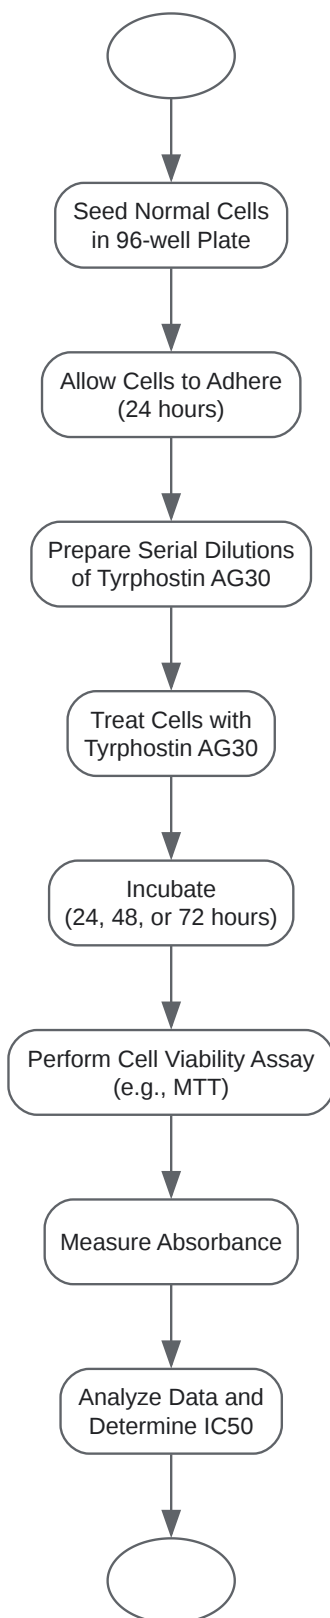 Seed Normal Cells
in 96-well Plate
Allow Cells to Adhere
(24 hours)
Prepare Serial Dilutions
of Tyrphostin AG30
Treat Cells with
Tyrphostin AG30
Incubate
(24, 48, or 72 hours)
Perform Cell Viability Assay
(e.g., MTT)
Measure Absorbance
Analyze Data and
Determine IC50